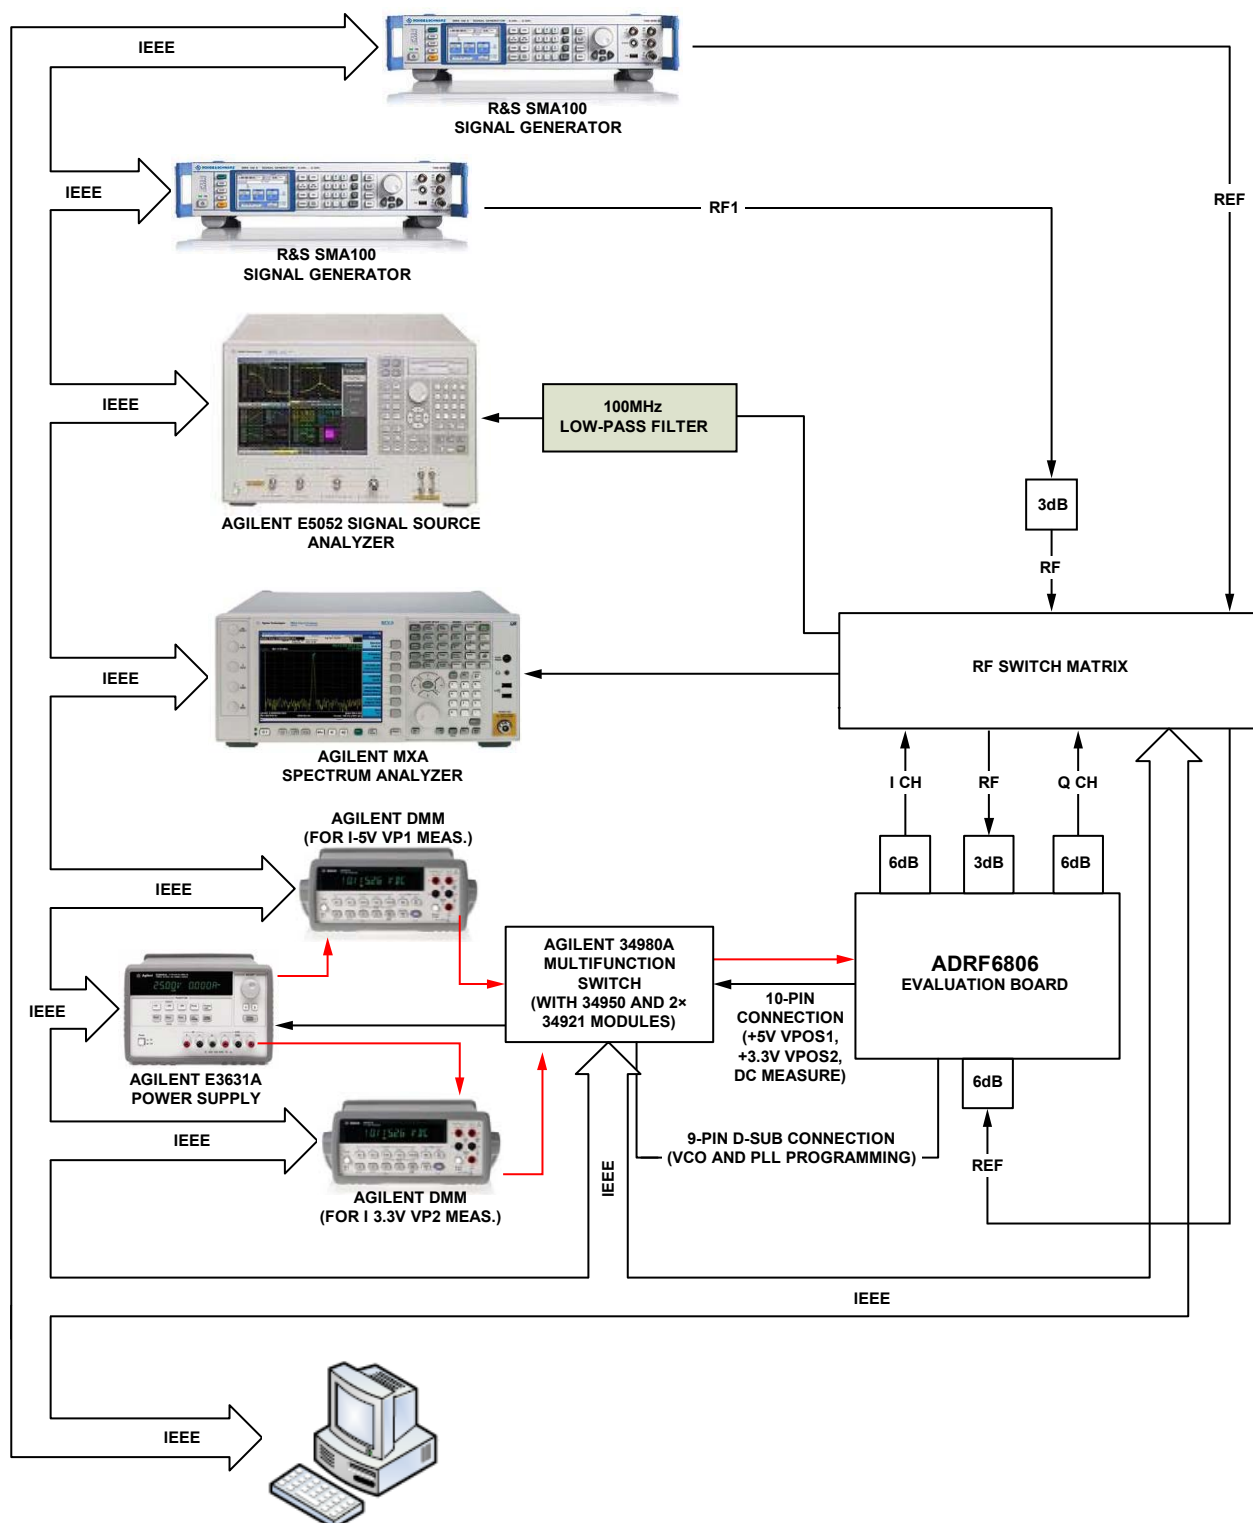 IEEE
R&S SMA100
SIGNAL GENERATOR
IEEE
RF1
REF
R&S SMA100
SIGNAL GENERATOR
IEEE
100MHz
LOW-PASS FILTER
3dB
AGILENT E5052 SIGNAL SOURCE
ANALYZER
RF
IEEE
RF SWITCH MATRIX
AGILENT MXA
SPECTRUM ANALYZER
I CH
RF
Q CH
AGILENT DMM
(FOR I-5V VP1 MEAS.)
6dB
3dB
6dB
IEEE
AGILENT 34980A
MULTIFUNCTION
SWITCH
(WITH 34950 AND 2×
34921 MODULES)
ADRF6806
EVALUATION BOARD
10-PIN
CONNECTION
(+5V VPOS1,
+3.3V VPOS2,
DC MEASURE)
IEEE
AGILENT E3631A
POWER SUPPLY
6dB
IEEE
9-PIN D-SUB CONNECTION
(VCO AND PLL PROGRAMMING)
REF
IEEE
AGILENT DMM
(FOR I 3.3V VP2 MEAS.)
IEEE
IEEE